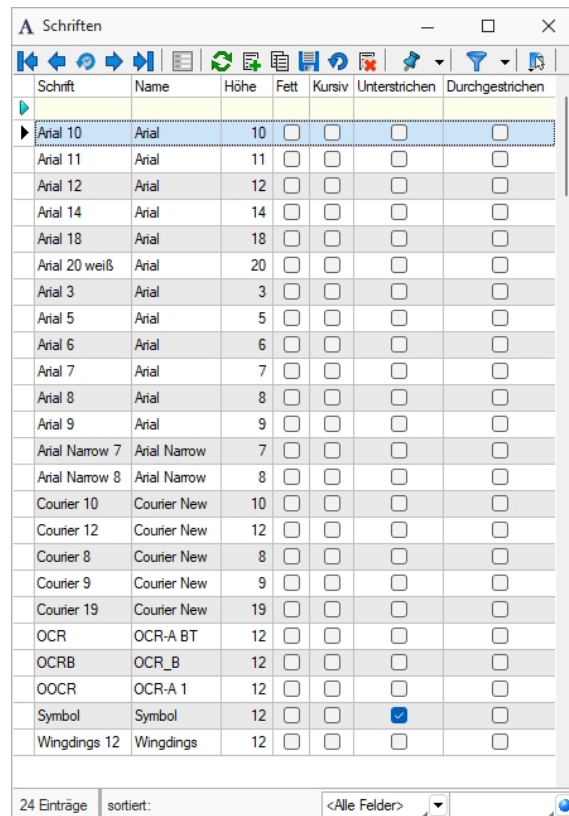 A Schriften
Schrift Name Höhe Fett Kursiv Unterstrichen Durchgestrichen
Arial 10 Arial 10
Arial 11 Arial 11
Arial 12 Arial 12
Arial 14 Arial 14
Arial 18 Arial 18
Arial 20 weiß Arial 20
Arial 3 Arial 3
Arial 5 Arial 5
Arial 6 Arial 6
Arial 7 Arial 7
Arial 8 Arial 8
Arial 9 Arial 9
Arial Narrow 7 Arial Narrow 7
Arial Narrow 8 Arial Narrow 8
Courier 10 Courier New 10
Courier 12 Courier New 12
Courier 8 Courier New 8
Courier 9 Courier New 9
Courier 19 Courier New 19
OCR OCR-A BT 12
OCRB OCR_B 12
OOCR OCR-A 1 12
Symbol Symbol 12
Wingdings 12 Wingdings 12
24 Einträge sortiert: <Alle Felder>